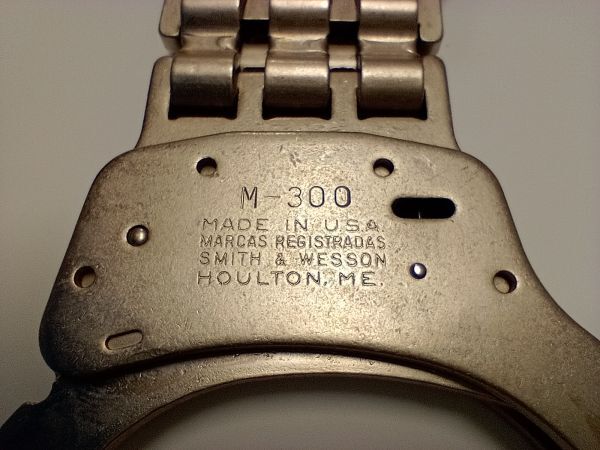 M-300
MADE IN U.S.A.
MARCAS REGISTRADAS
SMITH & WESSON
HOULTON, ME.